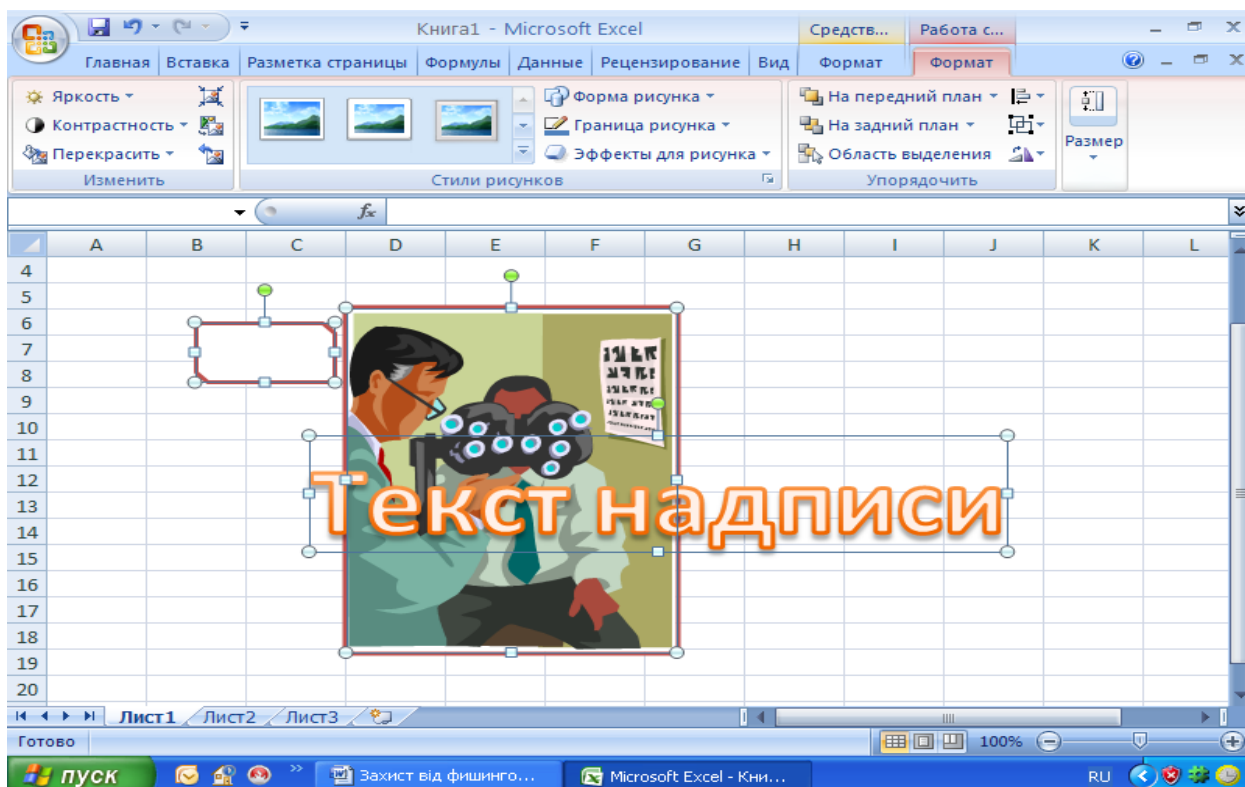 Книга1 - Microsoft Excel
Средств...
Работа с...
Главная
Вставка
Разметка страницы
Формулы
Данные
Рецензирование
Вид
Формат
Формат
Яркость
Контрастность
Перекрасить
Изменить
Форма рисунка
Граница рисунка
Эффекты для рисунка
Стили рисунков
На передний план
На задний план
Область выделения
Упорядочить
Размер
fx
A B C D E F G H I J K L
4
5
6
7
8
9
10
11
12
13
14
15
16
17
18
19
20
Текст надписи
Лист1 Лист2 Лист3
Готово
100%
пуск
Захист від фишинго...
Microsoft Excel - Кни...
RU